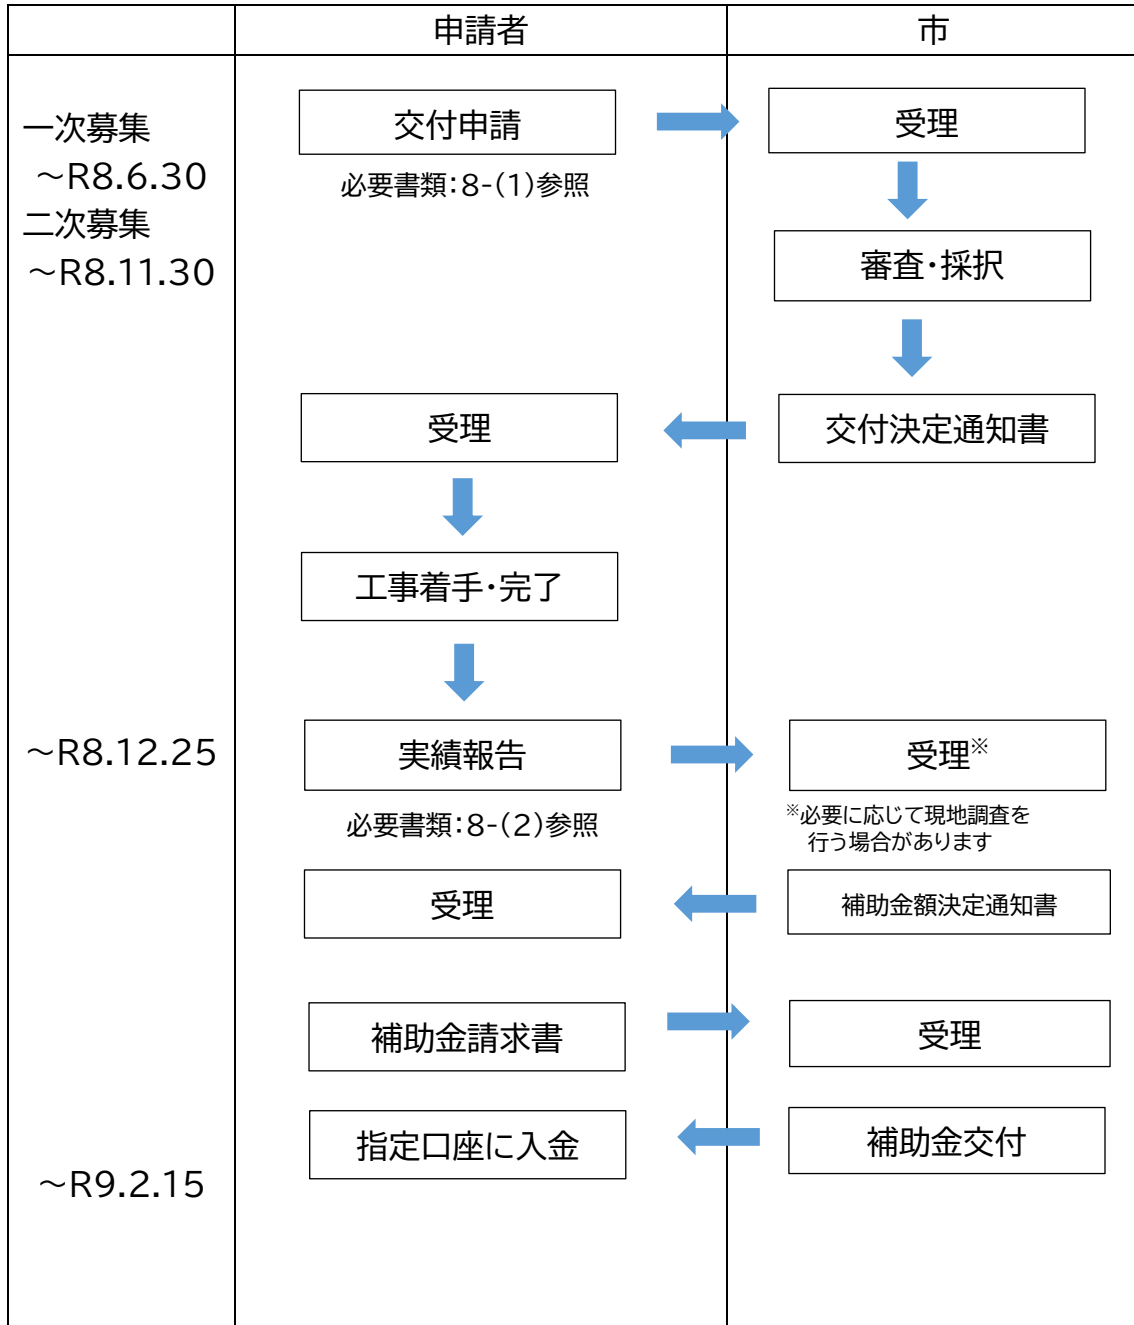 申請者
市
一次募集
～R8.6.30
二次募集
～R8.11.30
交付申請
受理
必要書類：8-(1)参照
審査・採択
受理
交付決定通知書
工事着手・完了
～R8.12.25
実績報告
受理※
必要書類：8-(2)参照
※必要に応じて現地調査を
行う場合があります
受理
補助金額決定通知書
補助金請求書
受理
指定口座に入金
補助金交付
～R9.2.15